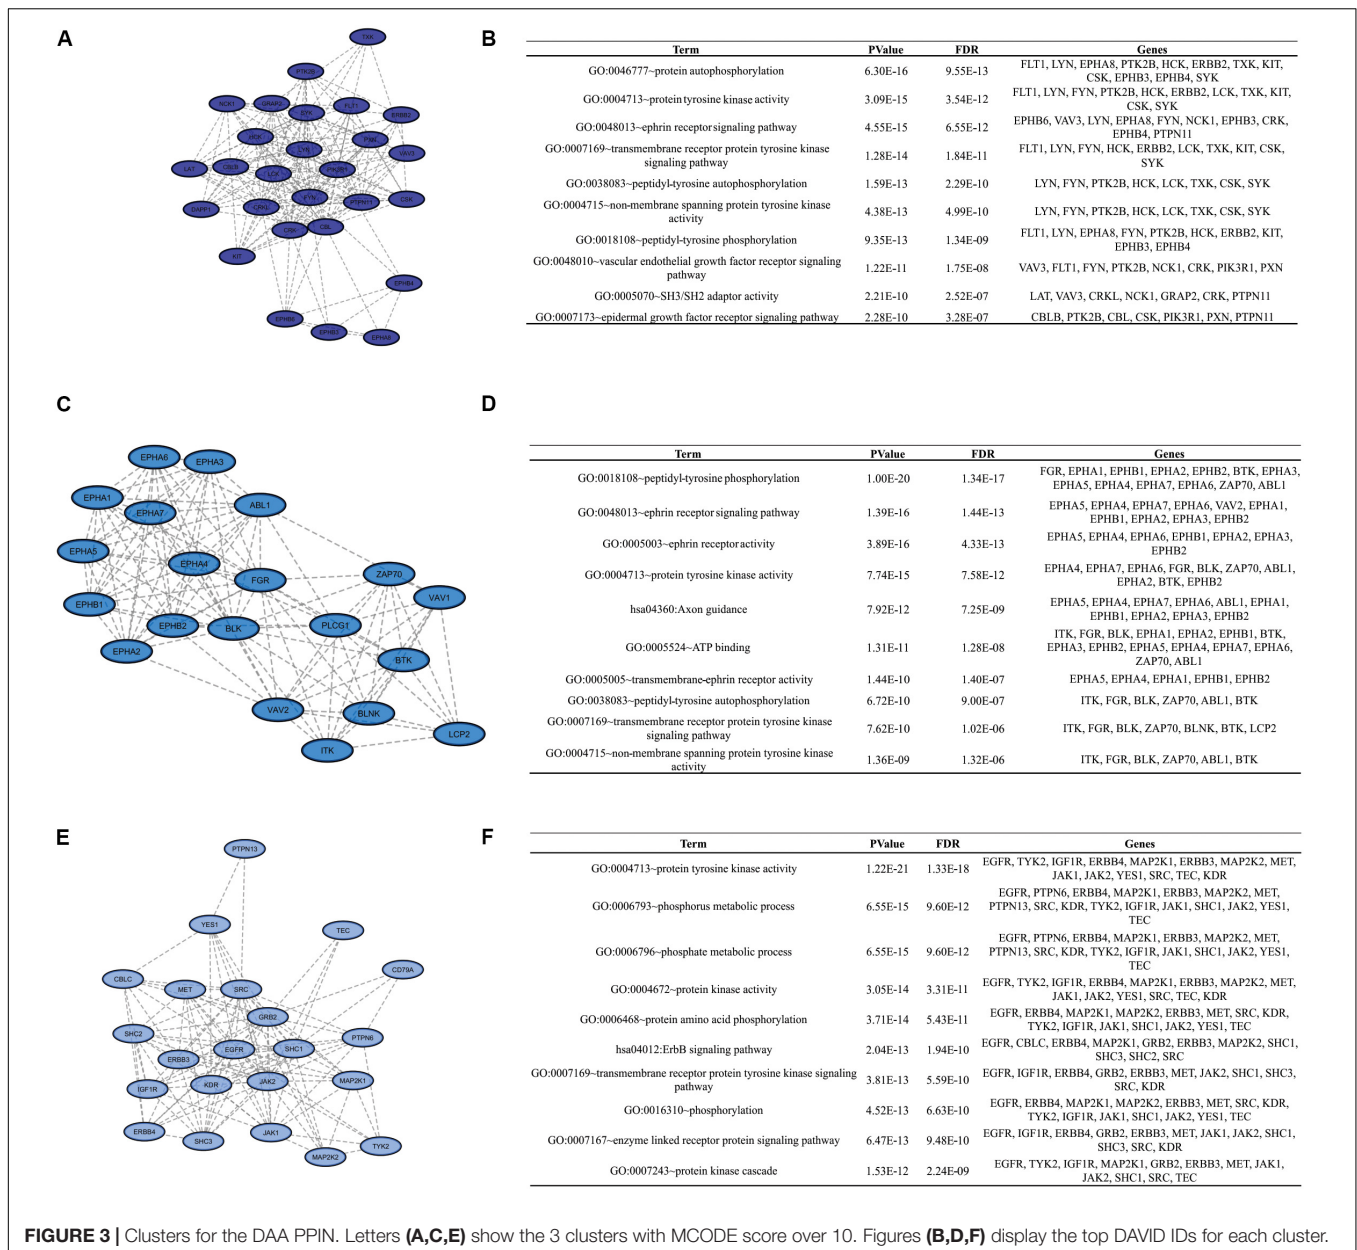 A
TXK
PTK2B
NCK1
GRAP2
FLT1
SYK
ERBB2
HCK
PXN
LYN
VAV3
LAT
CBLB
PIK3R1
LCK
FYN
PTPN11
CSK
DAPP1
CRKL
CRK
CBL
KIT
EPHB4
EPHB6
EPHB3
EPHA8
B
Term PValue FDR Genes
GO:0046777~protein autophosphorylation 6.30E-16 9.55E-13 FLT1, LYN, EPHA8, PTK2B, HCK, ERBB2, TXK, KIT,
CSK, EPHB3, EPHB4, SYK
GO:0004713~protein tyrosine kinase activity 3.09E-15 3.54E-12 FLT1, LYN, FYN, PTK2B, HCK, ERBB2, LCK, TXK, KIT,
CSK, SYK
GO:0048013~ephrin receptor signaling pathway 4.55E-15 6.55E-12 EPHB6, VAV3, LYN, EPHA8, FYN, NCK1, EPHB3, CRK,
EPHB4, PTPN11
GO:0007169~transmembrane receptor protein tyrosine kinase
signaling pathway 1.28E-14 1.84E-11 FLT1, LYN, FYN, HCK, ERBB2, LCK, TXK, KIT, CSK,
SYK
GO:0038083~peptidyl-tyrosine autophosphorylation 1.59E-13 2.29E-10 LYN, FYN, PTK2B, HCK, LCK, TXK, CSK, SYK
GO:0004715~non-membrane spanning protein tyrosine kinase
activity 4.38E-13 4.99E-10 LYN, FYN, PTK2B, HCK, LCK, TXK, CSK, SYK
GO:0018108~peptidyl-tyrosine phosphorylation 9.35E-13 1.34E-09 FLT1, LYN, EPHA8, FYN, PTK2B, HCK, ERBB2, KIT,
EPHB3, EPHB4
GO:0048010~vascular endothelial growth factor receptor signaling
pathway 1.22E-11 1.75E-08 VAV3, FLT1, FYN, PTK2B, NCK1, CRK, PIK3R1, PXN
GO:0005070~SH3/SH2 adaptor activity 2.21E-10 2.52E-07 LAT, VAV3, CRKL, NCK1, GRAP2, CRK, PTPN11
GO:0007173~epidermal growth factor receptor signaling pathway 2.28E-10 3.28E-07 CBLB, PTK2B, CBL, CSK, PIK3R1, PXN, PTPN11
C
EPHA6
EPHA3
EPHA1
EPHA7
ABL1
EPHA5
EPHA4
FGR
ZAP70
VAV1
EPHB1
EPHB2
BLK
PLCG1
EPHA2
BTK
VAV2
BLNK
LCP2
ITK
D
Term PValue FDR Genes
GO:0018108~peptidyl-tyrosine phosphorylation 1.00E-20 1.34E-17 FGR, EPHA1, EPHB1, EPHA2, EPHB2, BTK, EPHA3,
EPHA5, EPHA4, EPHA7, EPHA6, ZAP70, ABL1
GO:0048013~ephrin receptor signaling pathway 1.39E-16 1.44E-13 EPHA5, EPHA4, EPHA7, EPHA6, VAV2, EPHA1,
EPHB1, EPHA2, EPHA3, EPHB2
GO:0005003~ephrin receptor activity 3.89E-16 4.33E-13 EPHA5, EPHA4, EPHA6, EPHB1, EPHA2, EPHA3,
EPHB2
GO:0004713~protein tyrosine kinase activity 7.74E-15 7.58E-12 EPHA4, EPHA7, EPHA6, FGR, BLK, ZAP70, ABL1,
EPHA2, BTK, EPHB2
hsa04360:Axon guidance 7.92E-12 7.25E-09 EPHA5, EPHA4, EPHA7, EPHA6, ABL1, EPHA1,
EPHB1, EPHA2, EPHA3, EPHB2
GO:0005524~ATP binding 1.31E-11 1.28E-08 ITK, FGR, BLK, EPHA1, EPHA2, EPHB1, BTK,
EPHA3, EPHB2, EPHA5, EPHA4, EPHA7, EPHA6,
ZAP70, ABL1
GO:0005005~transmembrane-ephrin receptor activity 1.44E-10 1.40E-07 EPHA5, EPHA4, EPHA1, EPHB1, EPHB2
GO:0038083~peptidyl-tyrosine autophosphorylation 6.72E-10 9.00E-07 ITK, FGR, BLK, ZAP70, ABL1, BTK
GO:0007169~transmembrane receptor protein tyrosine kinase
signaling pathway 7.62E-10 1.02E-06 ITK, FGR, BLK, ZAP70, BLNK, BTK, LCP2
GO:0004715~non-membrane spanning protein tyrosine kinase
activity 1.36E-09 1.32E-06 ITK, FGR, BLK, ZAP70, ABL1, BTK
E
PTPN13
YES1
TEC
CBLC
CD79A
MET
SRC
GRB2
SHC2
PTPN6
EGFR
SHC1
ERBB3
IGF1R
KDR
JAK2
MAP2K1
ERBB4
SHC3
JAK1
TYK2
MAP2K2
F
Term PValue FDR Genes
GO:0004713~protein tyrosine kinase activity 1.22E-21 1.33E-18 EGFR, TYK2, IGF1R, ERBB4, MAP2K1, ERBB3, MAP2K2, MET,
JAK1, JAK2, YES1, SRC, TEC, KDR
GO:0006793~phosphorus metabolic process 6.55E-15 9.60E-12 EGFR, PTPN6, ERBB4, MAP2K1, ERBB3, MAP2K2, MET,
PTPN13, SRC, KDR, TYK2, IGF1R, JAK1, SHC1, JAK2, YES1,
TEC
GO:0006796~phosphate metabolic process 6.55E-15 9.60E-12 EGFR, PTPN6, ERBB4, MAP2K1, ERBB3, MAP2K2, MET,
PTPN13, SRC, KDR, TYK2, IGF1R, JAK1, SHC1, JAK2, YES1,
TEC
GO:0004672~protein kinase activity 3.05E-14 3.31E-11 EGFR, TYK2, IGF1R, ERBB4, MAP2K1, ERBB3, MAP2K2, MET,
JAK1, JAK2, YES1, SRC, TEC, KDR
GO:0006468~protein amino acid phosphorylation 3.71E-14 5.43E-11 EGFR, ERBB4, MAP2K1, MAP2K2, ERBB3, MET, SRC, KDR,
TYK2, IGF1R, JAK1, SHC1, JAK2, YES1, TEC
hsa04012:ErbB signaling pathway 2.04E-13 1.94E-10 EGFR, CBLC, ERBB4, MAP2K1, GRB2, ERBB3, MAP2K2, SHC1,
SHC3, SHC2, SRC
GO:0007169~transmembrane receptor protein tyrosine kinase signaling
pathway 3.81E-13 5.59E-10 EGFR, IGF1R, ERBB4, GRB2, ERBB3, MET, JAK2, SHC1, SHC3,
SRC, KDR
GO:0016310~phosphorylation 4.52E-13 6.63E-10 EGFR, ERBB4, MAP2K1, MAP2K2, ERBB3, MET, SRC, KDR,
TYK2, IGF1R, JAK1, SHC1, JAK2, YES1, TEC
GO:0007167~enzyme linked receptor protein signaling pathway 6.47E-13 9.48E-10 EGFR, IGF1R, ERBB4, GRB2, ERBB3, MET, JAK1, JAK2, SHC1,
SHC3, SRC, KDR
GO:0007243~protein kinase cascade 1.53E-12 2.24E-09 EGFR, TYK2, IGF1R, MAP2K1, GRB2, ERBB3, MET, JAK1,
JAK2, SHC1, SRC, TEC
FIGURE 3 | Clusters for the DAA PPIN. Letters (A,C,E) show the 3 clusters with MCODE score over 10. Figures (B,D,F) display the top DAVID IDs for each cluster.